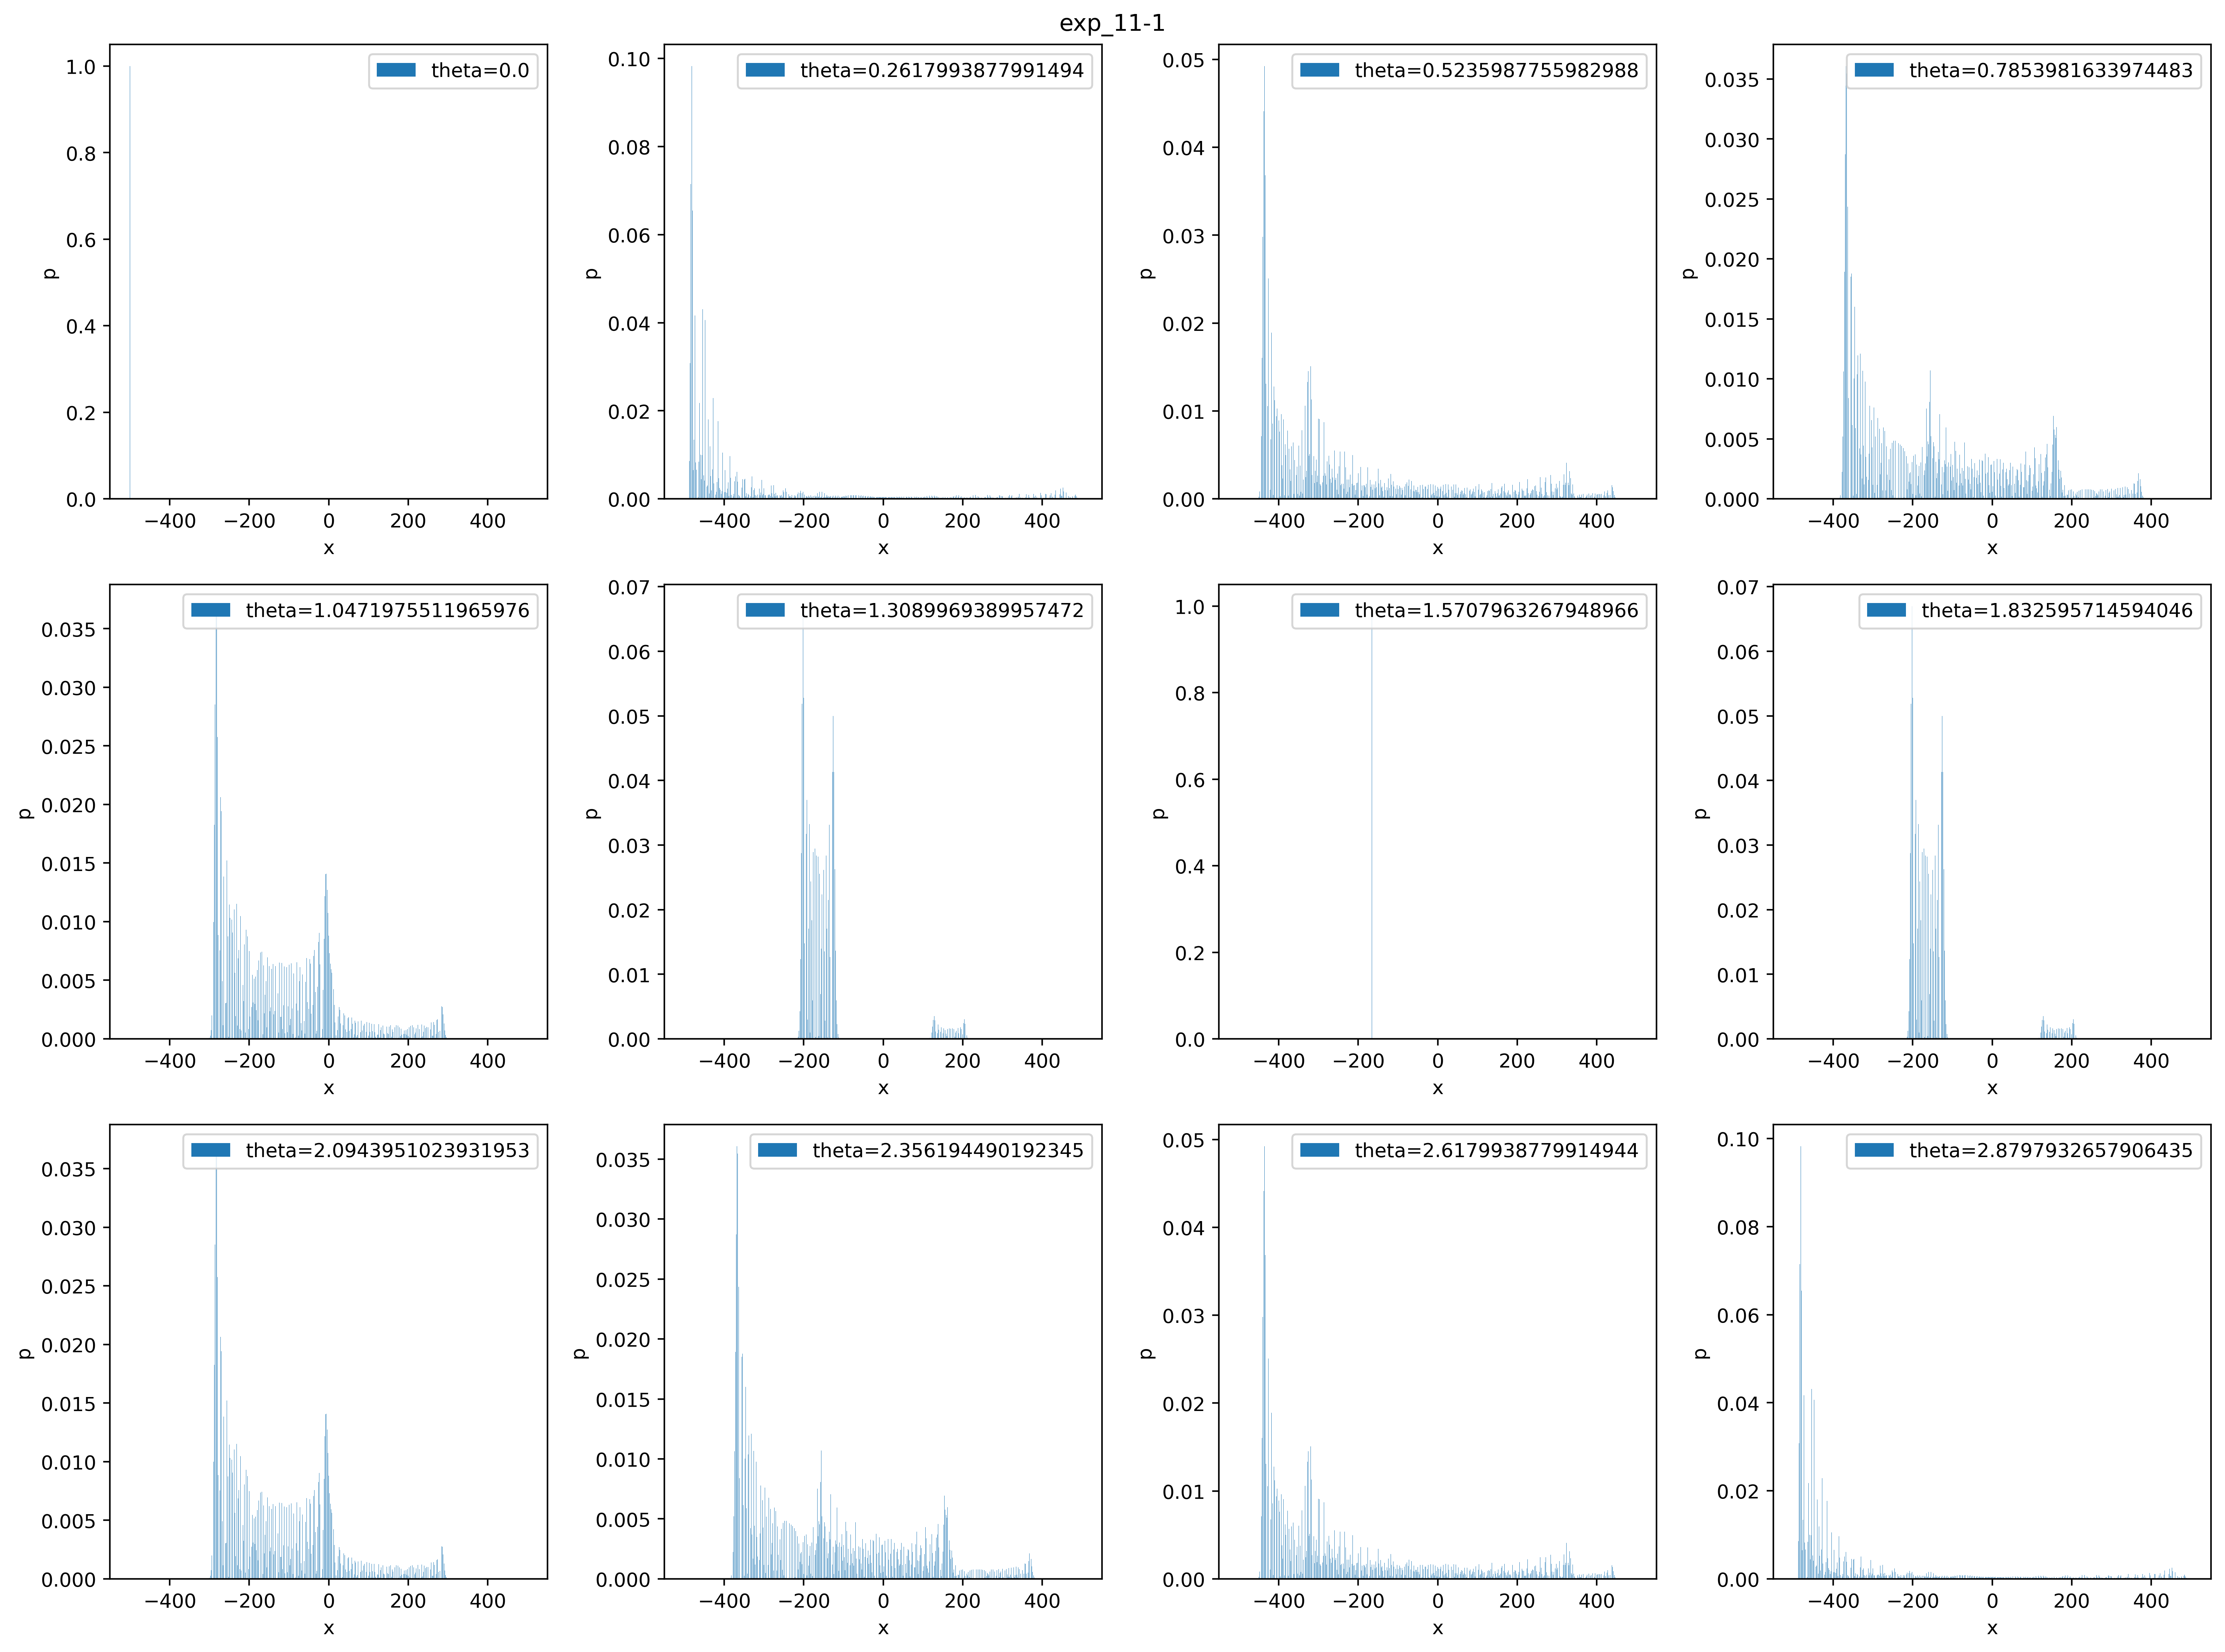 exp_11-1
theta=0.0
1.0
0.8
0.6
0.4
0.2
0.0
p
−400 −200 0 200 400
x
theta=0.2617993877991494
0.10
0.08
0.06
0.04
0.02
0.00
p
−400 −200 0 200 400
x
theta=0.5235987755982988
0.05
0.04
0.03
0.02
0.01
0.00
p
−400 −200 0 200 400
x
theta=0.7853981633974483
0.035
0.030
0.025
0.020
0.015
0.010
0.005
0.000
p
−400 −200 0 200 400
x
theta=1.0471975511965976
0.035
0.030
0.025
0.020
0.015
0.010
0.005
0.000
p
−400 −200 0 200 400
x
theta=1.3089969389957472
0.07
0.06
0.05
0.04
0.03
0.02
0.01
0.00
p
−400 −200 0 200 400
x
theta=1.5707963267948966
1.0
0.8
0.6
0.4
0.2
0.0
p
−400 −200 0 200 400
x
theta=1.832595714594046
0.07
0.06
0.05
0.04
0.03
0.02
0.01
0.00
p
−400 −200 0 200 400
x
theta=2.0943951023931953
0.035
0.030
0.025
0.020
0.015
0.010
0.005
0.000
p
−400 −200 0 200 400
x
theta=2.356194490192345
0.035
0.030
0.025
0.020
0.015
0.010
0.005
0.000
p
−400 −200 0 200 400
x
theta=2.6179938779914944
0.05
0.04
0.03
0.02
0.01
0.00
p
−400 −200 0 200 400
x
theta=2.8797932657906435
0.10
0.08
0.06
0.04
0.02
0.00
p
−400 −200 0 200 400
x